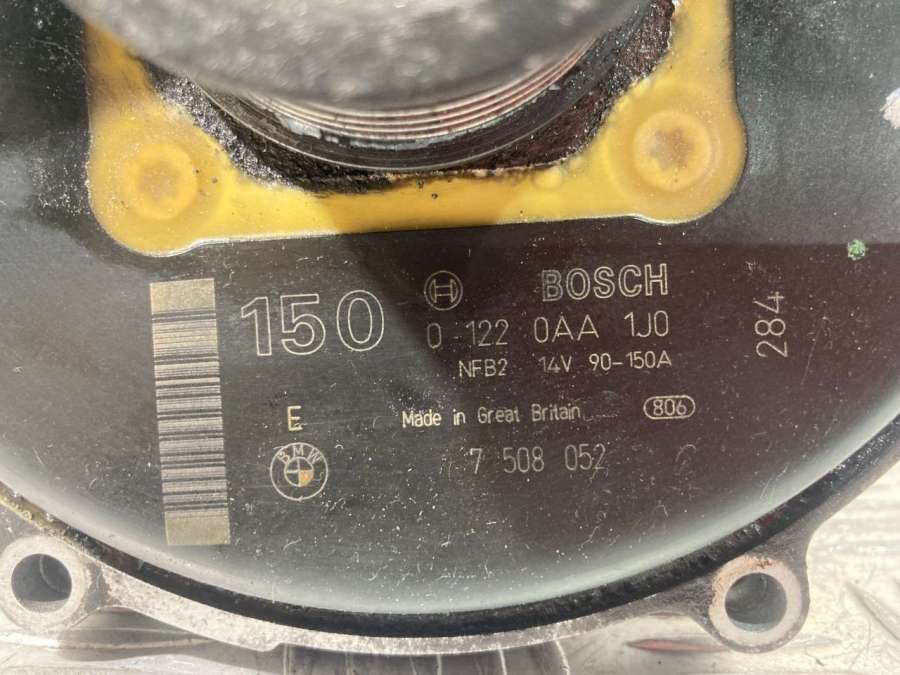 150
BOSCH
0 122 0AA 1J0
NFB2 14V 90-150A
284
E
Made in Great Britain 806
BMW
7 508 052